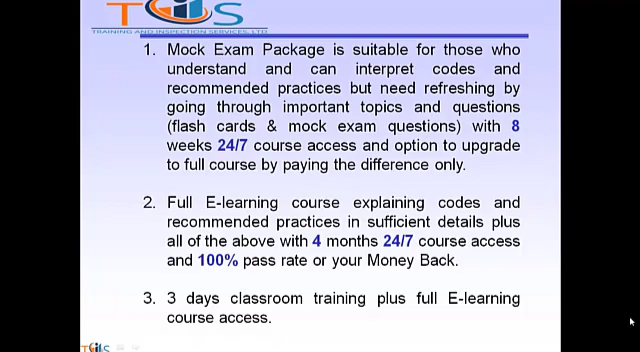 TIIS
TRAINING AND INSPECTION SERVICES, LTD
1. Mock Exam Package is suitable for those who
understand and can interpret codes and
recommended practices but need refreshing by
going through important topics and questions
(flash cards & mock exam questions) with 8
weeks 24/7 course access and option to upgrade
to full course by paying the difference only.
2. Full E-learning course explaining codes and
recommended practices in sufficient details plus
all of the above with 4 months 24/7 course access
and 100% pass rate or your Money Back.
3. 3 days classroom training plus full E-learning
course access.
TIIS